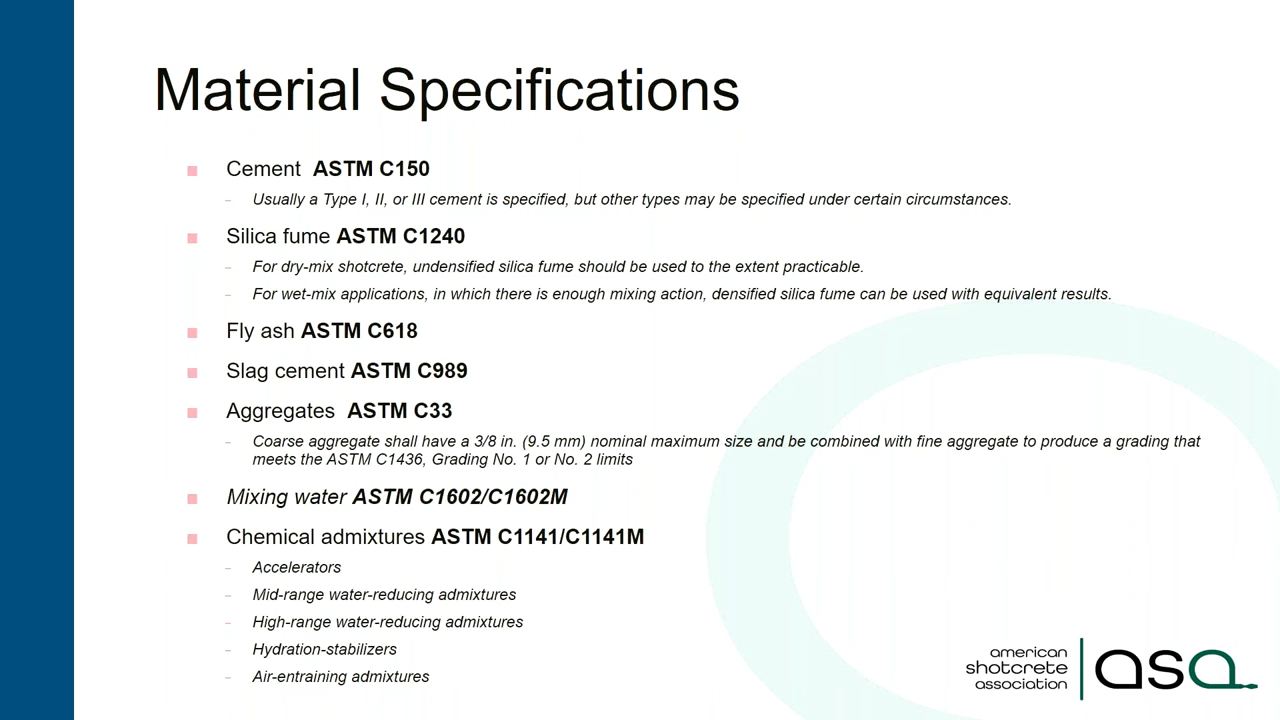 Material Specifications
Cement ASTM C150
– Usually a Type I, II, or III cement is specified, but other types may be specified under certain circumstances.
Silica fume ASTM C1240
– For dry-mix shotcrete, undensified silica fume should be used to the extent practicable.
– For wet-mix applications, in which there is enough mixing action, densified silica fume can be used with equivalent results.
Fly ash ASTM C618
Slag cement ASTM C989
Aggregates ASTM C33
– Coarse aggregate shall have a 3/8 in. (9.5 mm) nominal maximum size and be combined with fine aggregate to produce a grading that
meets the ASTM C1436, Grading No. 1 or No. 2 limits
Mixing water ASTM C1602/C1602M
Chemical admixtures ASTM C1141/C1141M
– Accelerators
– Mid-range water-reducing admixtures
– High-range water-reducing admixtures
– Hydration-stabilizers
– Air-entraining admixtures
american
shotcrete
association
asa